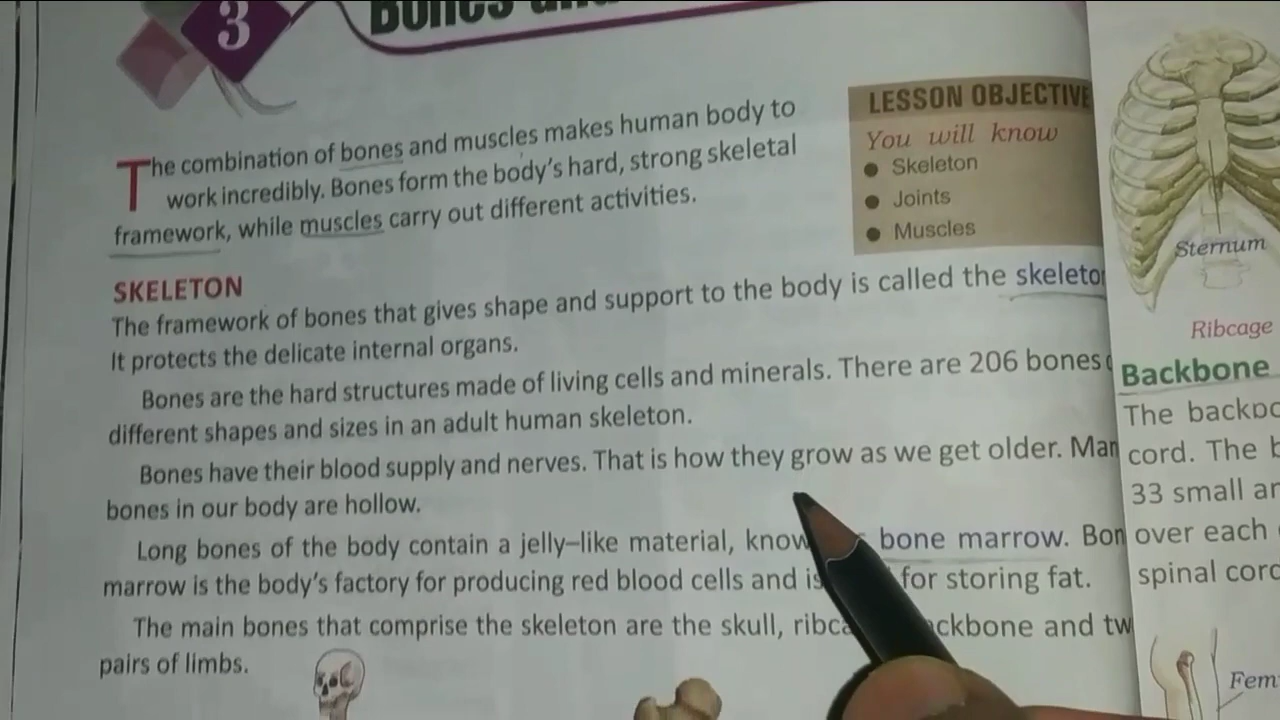 3
Bones
The combination of bones and muscles makes human body to
work incredibly. Bones form the body's hard, strong skeletal
framework, while muscles carry out different activities.
LESSON OBJECTIVE
You will know
● Skeleton
● Joints
● Muscles
SKELETON
The framework of bones that gives shape and support to the body is called the
It protects the delicate internal organs.
Bones are the hard structures made of living cells and minerals. There are 206 bones
different shapes and sizes in an adult human skeleton.
Bones have their blood supply and nerves. That is how they grow as we get older.
bones in our body are hollow.
Long bones of the body contain a jelly–like material, bone marrow.
marrow is the body's factory for producing red blood cells and for storing fat.
The main bones that comprise the skeleton are the skull, and
pairs of limbs.
Sternum
Ribcage
Backbone
The
cord. The
33 small
over each
spinal